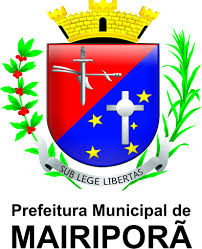 SUB LEGE LIBERTAS
Prefeitura Municipal de
MAIRIPORÃ